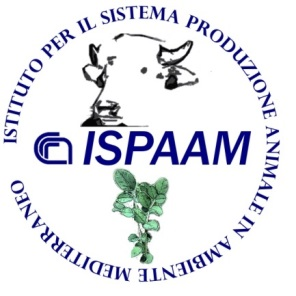 ISTITUTO PER IL SISTEMA PRODUZIONE ANIMALE IN AMBIENTE MEDITERRANEO
ISPAAM